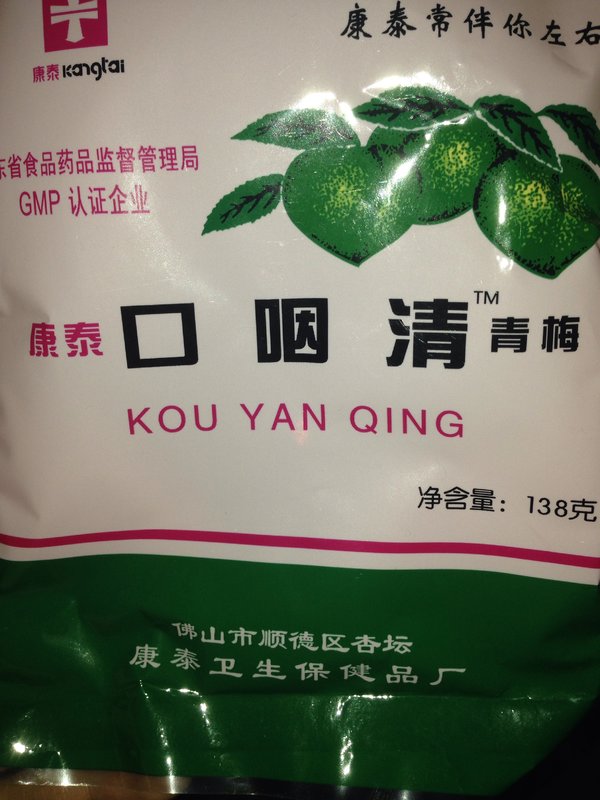 康泰常伴你左右
康泰 Kangtai
东省食品药品监督管理局
GMP 认证企业
康泰 口咽清™ 青梅
KOU YAN QING
净含量：138克
佛山市顺德区杏坛
康泰卫生保健品厂